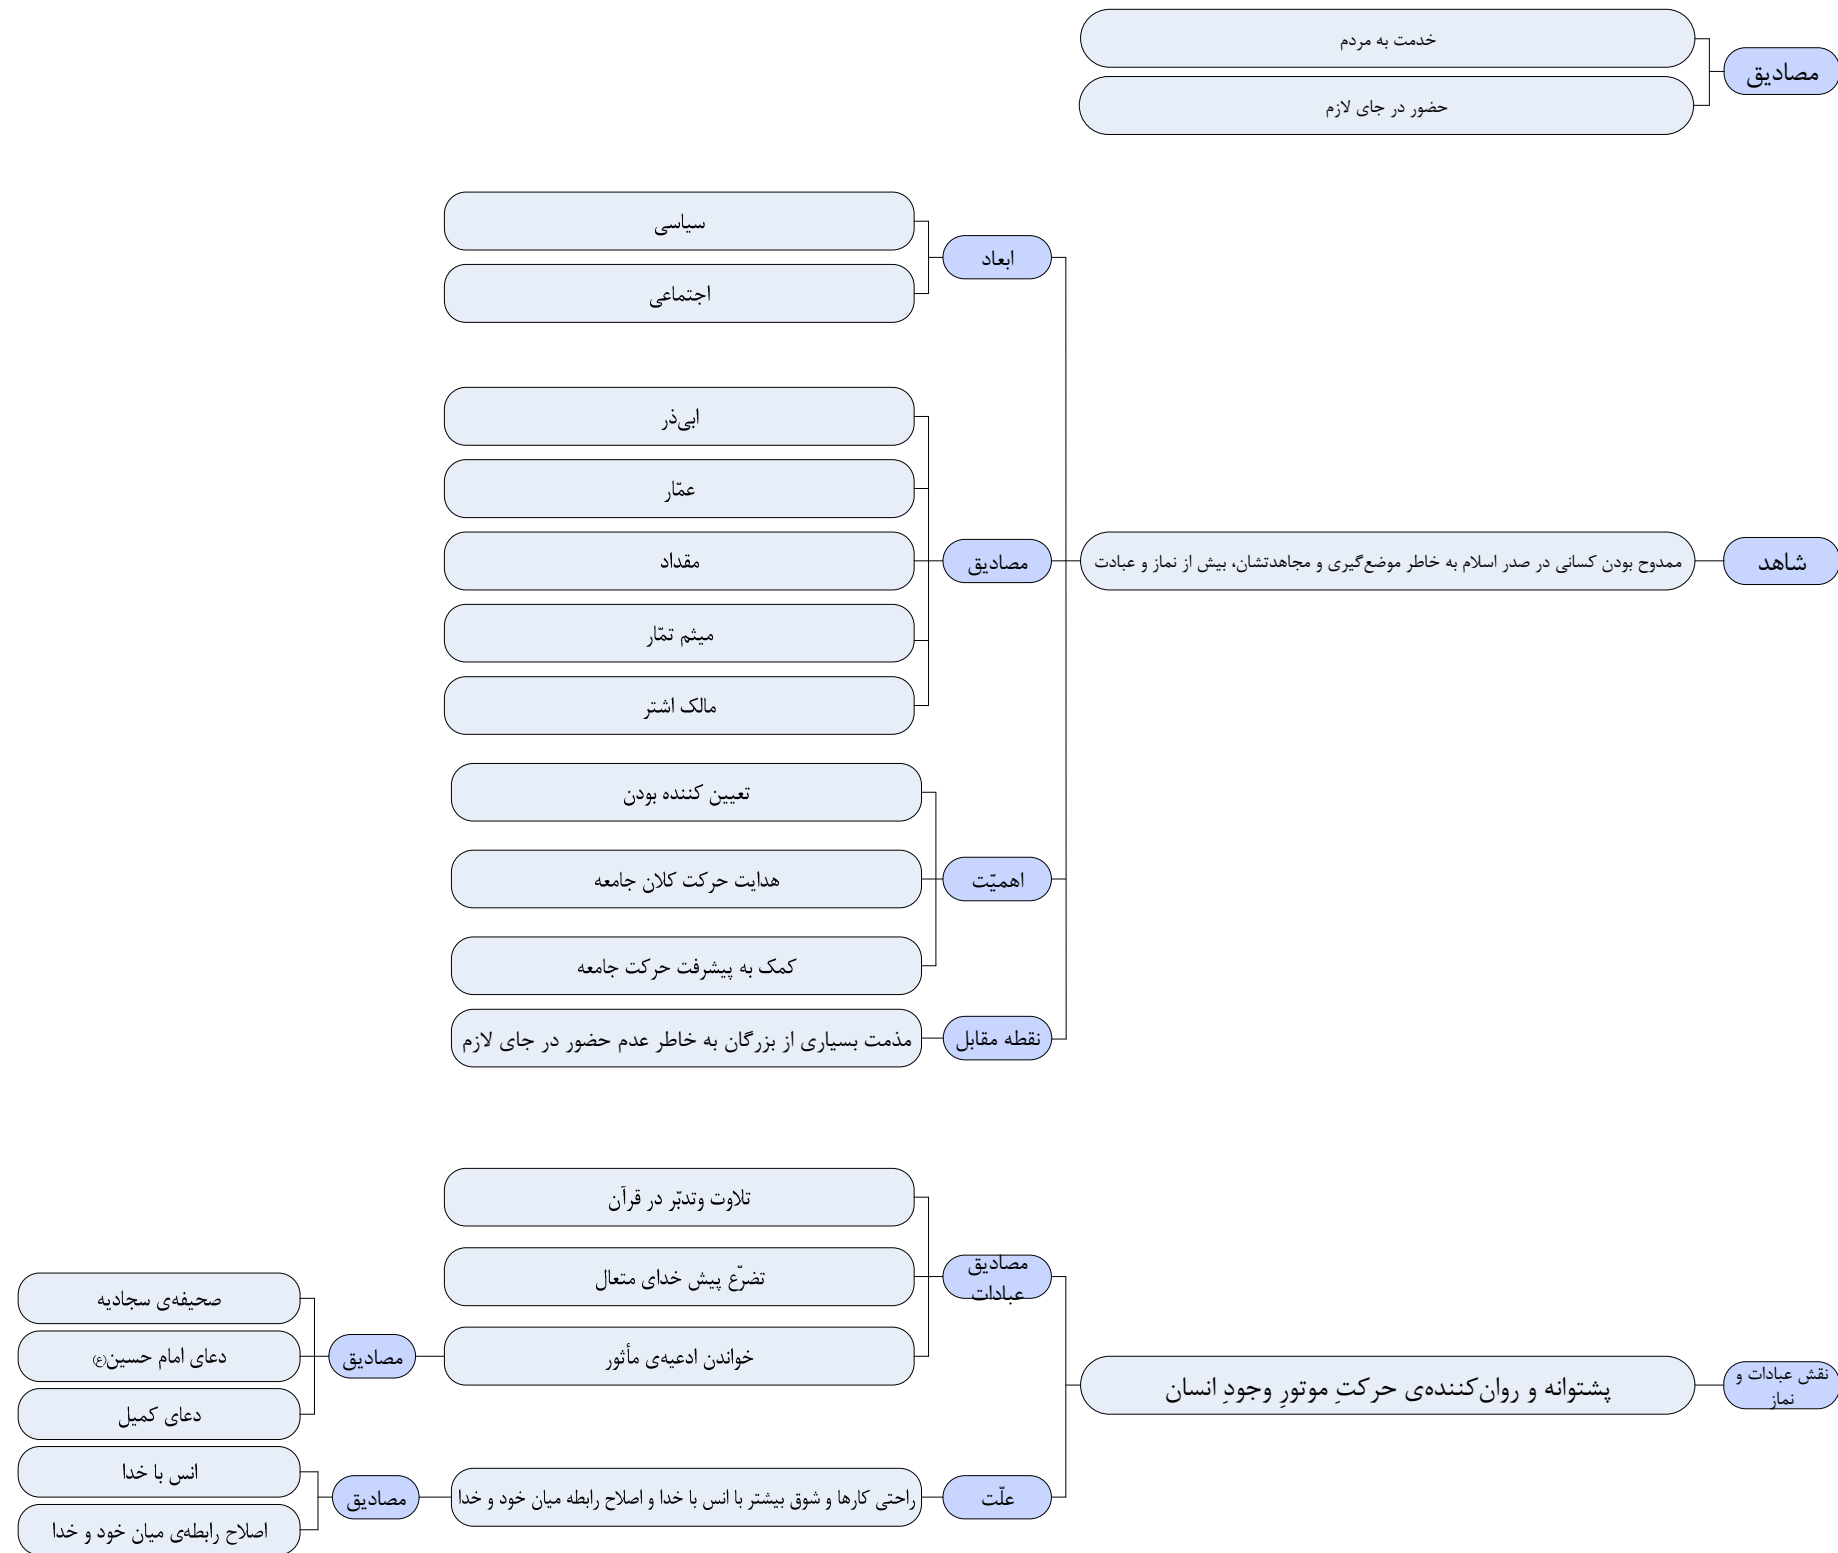 مصادیق
خدمت به مردم
حضور در جای لازم
شاهد
ممدوح بودن کسانی در صدر اسلام به خاطر موضع‌گیری و مجاهدتشان، بیش از نماز و عبادت
ابعاد
سیاسی
اجتماعی
مصادیق
ابی‌ذر
عمّار
مقداد
میثم تمّار
مالک اشتر
اهمیّت
تعیین کننده بودن
هدایت حرکت کلان جامعه
کمک به پیشرفت حرکت جامعه
نقطه مقابل
مذمت بسیاری از بزرگان به خاطر عدم حضور در جای لازم
نقش عبادات و
نماز
پشتوانه و روان‌کننده‌ی حرکتِ موتورِ وجودِ انسان
مصادیق
عبادات
تلاوت وتدبّر در قرآن
تضرّع پیش خدای متعال
خواندن ادعیه‌ی مأثور
مصادیق
صحیفه‌ی سجادیه
دعای امام حسین(ع)
دعای کمیل
علّت
راحتی کارها و شوق بیشتر با انس با خدا و اصلاح رابطه میان خود و خدا
مصادیق
انس با خدا
اصلاح رابطه‌ی میان خود و خدا